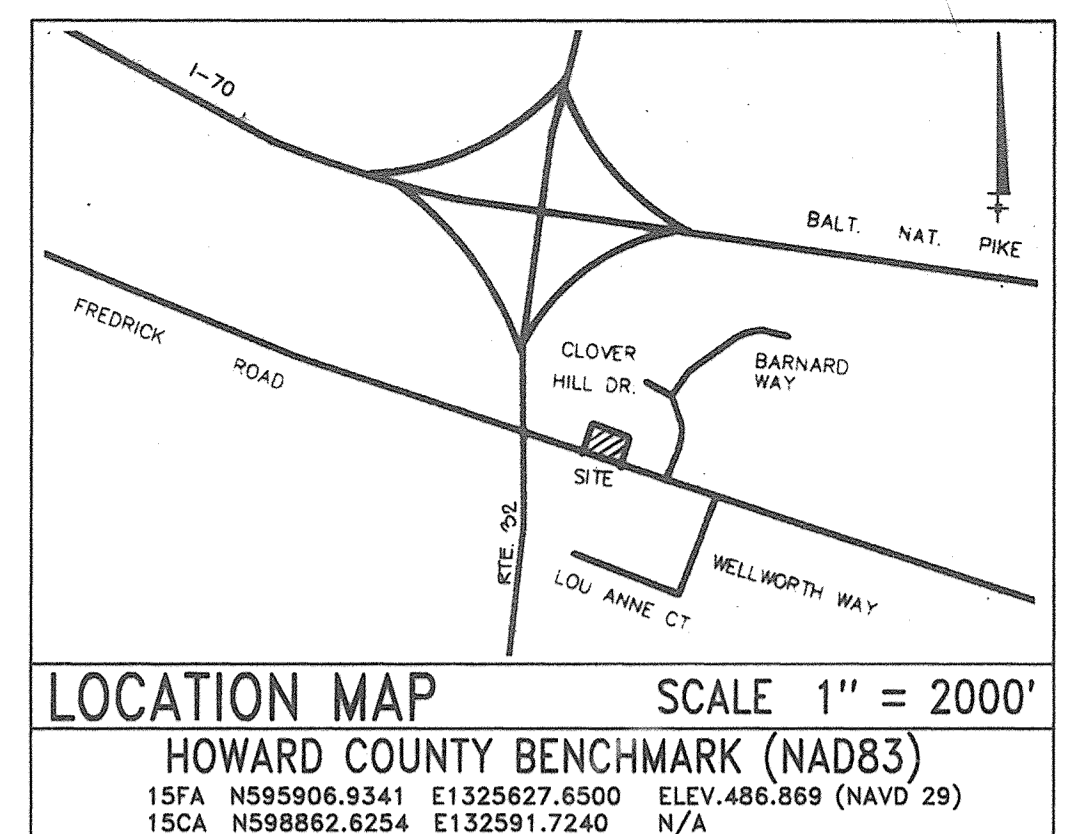 I-70
BALT. NAT. PIKE
FREDRICK ROAD
CLOVER
HILL DR.
BARNARD
WAY
SITE
RTE. 32
WELLWORTH WAY
LOU ANNE CT
LOCATION MAP SCALE 1" = 2000'
HOWARD COUNTY BENCHMARK (NAD83)
15FA N595906.9341 E1325627.6500 ELEV.486.869 (NAVD 29)
15CA N598862.6254 E132591.7240 N/A